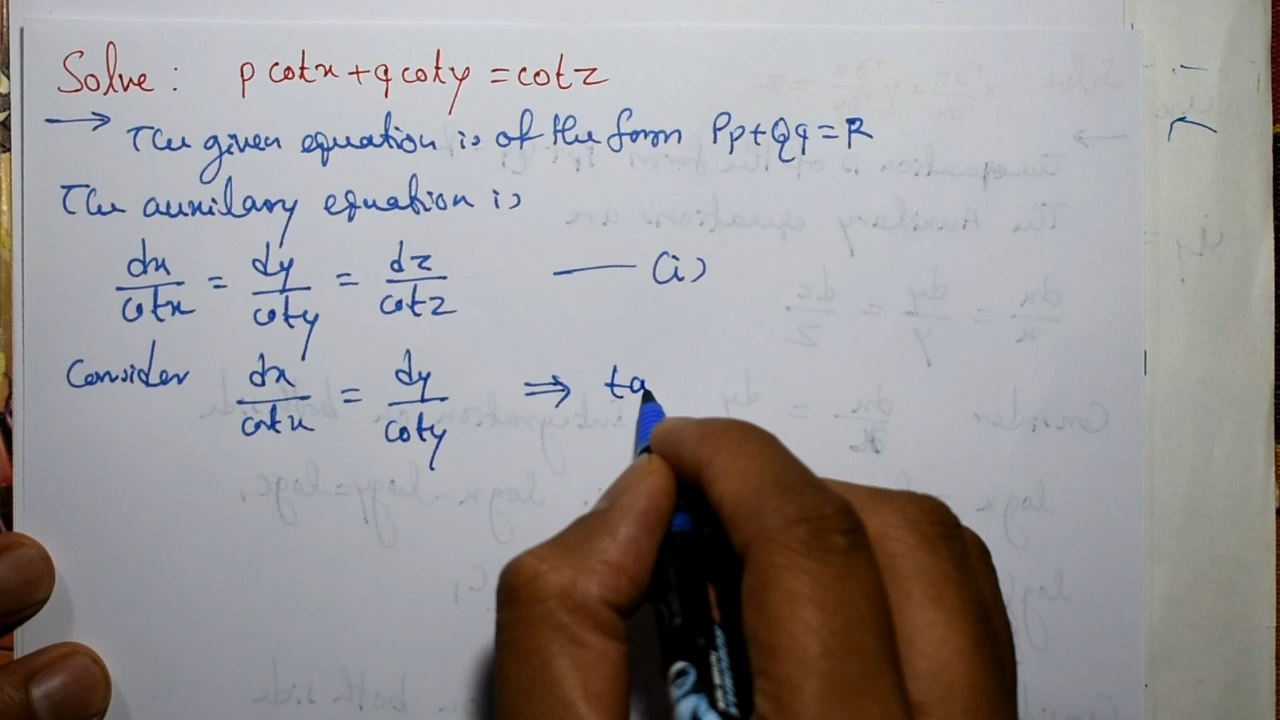 Solve : p cotx + q coty = cotz
→ The given equation is of the form Pp + Qq = R
The auxilary equation is
dx/cotx = dy/coty = dz/cotz —— (i)
Consider dx/cotx = dy/coty ⇒ ta